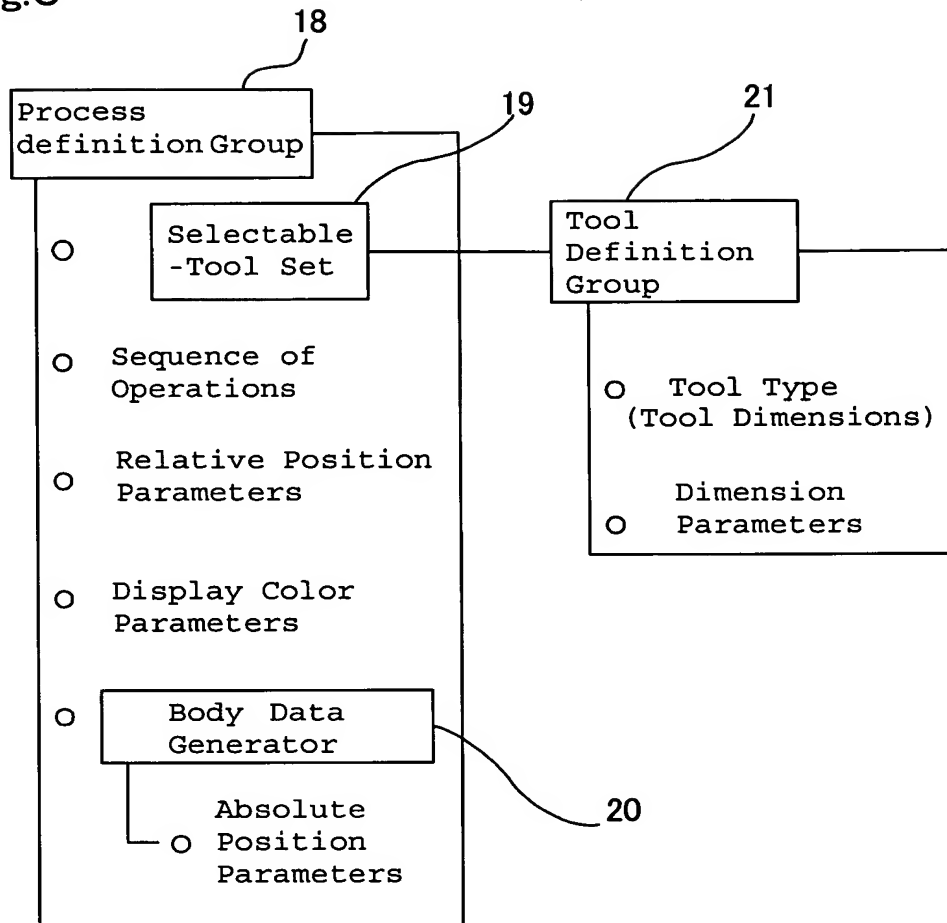 18
Process
definition Group
19
Selectable
-Tool Set
21
Tool
Definition
Group
Sequence of
Operations
Tool Type
(Tool Dimensions)
Relative Position
Parameters
Dimension
Parameters
Display Color
Parameters
Body Data
Generator
20
Absolute
Position
Parameters